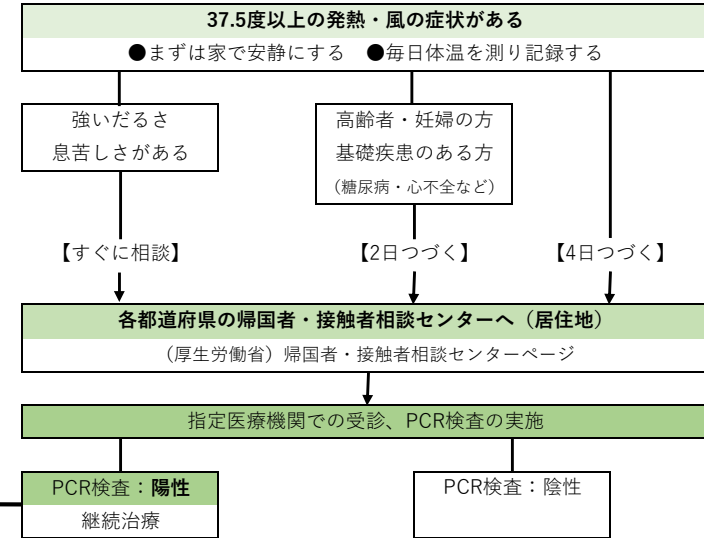 37.5度以上の発熱・風の症状がある
●まずは家で安静にする　●毎日体温を測り記録する
強いだるさ
息苦しさがある
高齢者・妊婦の方
基礎疾患のある方
（糖尿病・心不全など）
【すぐに相談】
【2日つづく】
【4日つづく】
各都道府県の帰国者・接触者相談センターへ（居住地）
（厚生労働省）帰国者・接触者相談センターページ
指定医療機関での受診、PCR検査の実施
PCR検査：陽性
継続治療
PCR検査：陰性